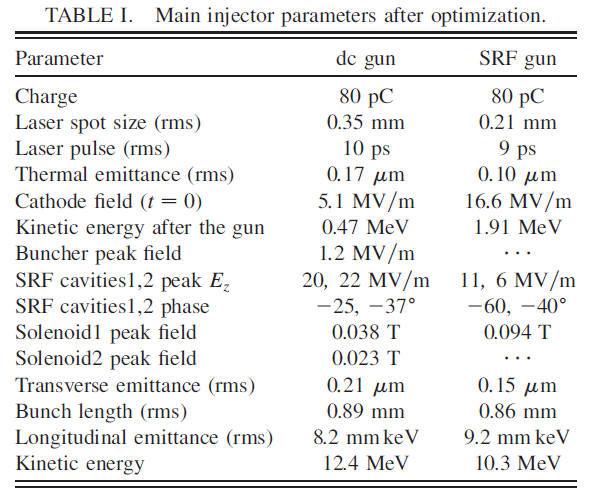 TABLE I. Main injector parameters after optimization.
Parameter dc gun SRF gun
Charge 80 pC 80 pC
Laser spot size (rms) 0.35 mm 0.21 mm
Laser pulse (rms) 10 ps 9 ps
Thermal emittance (rms) 0.17 μm 0.10 μm
Cathode field (t = 0) 5.1 MV/m 16.6 MV/m
Kinetic energy after the gun 0.47 MeV 1.91 MeV
Buncher peak field 1.2 MV/m ···
SRF cavities1,2 peak E_z 20, 22 MV/m 11, 6 MV/m
SRF cavities1,2 phase −25, −37° −60, −40°
Solenoid1 peak field 0.038 T 0.094 T
Solenoid2 peak field 0.023 T ···
Transverse emittance (rms) 0.21 μm 0.15 μm
Bunch length (rms) 0.89 mm 0.86 mm
Longitudinal emittance (rms) 8.2 mm keV 9.2 mm keV
Kinetic energy 12.4 MeV 10.3 MeV